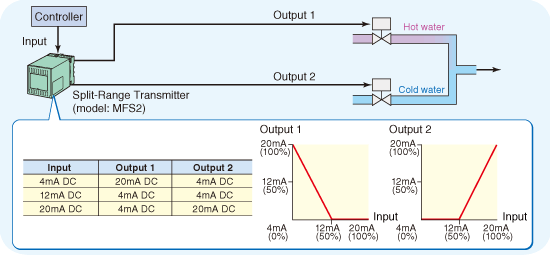 Controller
Input
Output 1
Hot water
Output 2
Cold water
Split-Range Transmitter
(model: MFS2)
Input Output 1 Output 2
4mA DC 20mA DC 4mA DC
12mA DC 4mA DC 4mA DC
20mA DC 4mA DC 20mA DC
Output 1
20mA
(100%)
12mA
(50%)
Input
4mA 12mA 20mA
(0%) (50%) (100%)
Output 2
20mA
(100%)
12mA
(50%)
Input
4mA 12mA 20mA
(0%) (50%) (100%)